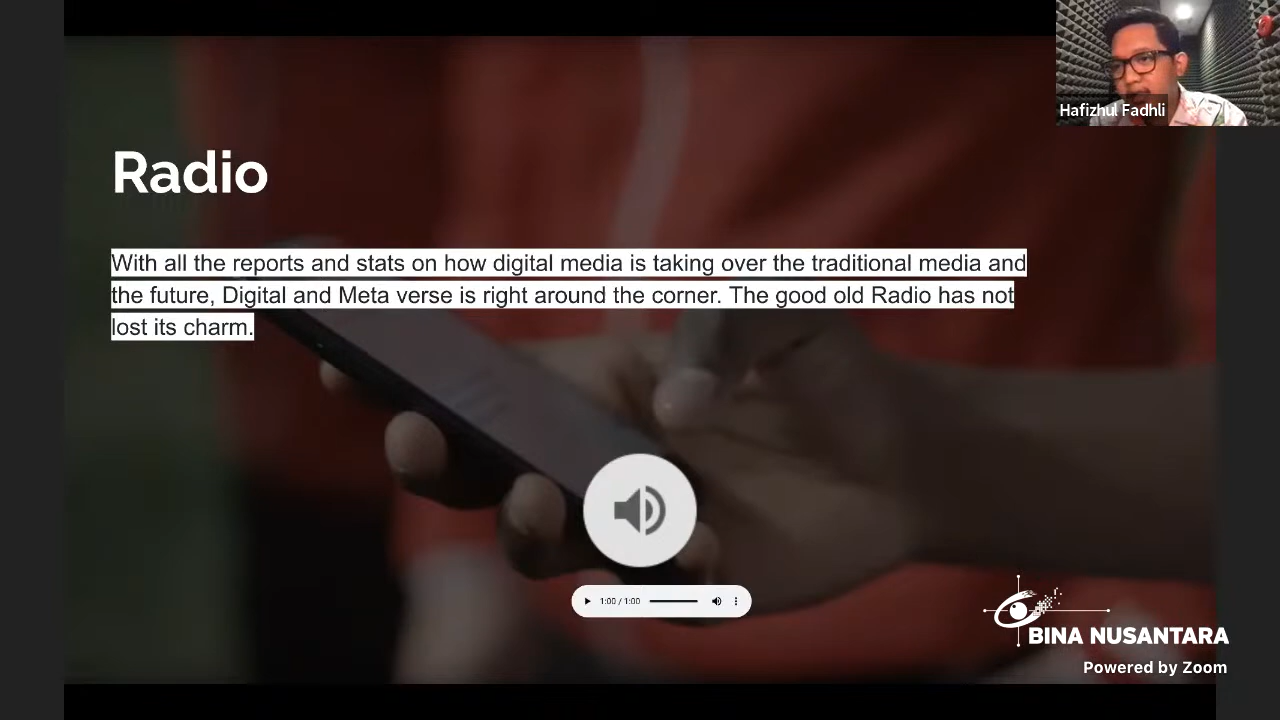 Hafizhul Fadhli
Radio
With all the reports and stats on how digital media is taking over the traditional media and
the future, Digital and Meta verse is right around the corner. The good old Radio has not
lost its charm.
1:00 / 1:00
BINA NUSANTARA
Powered by Zoom